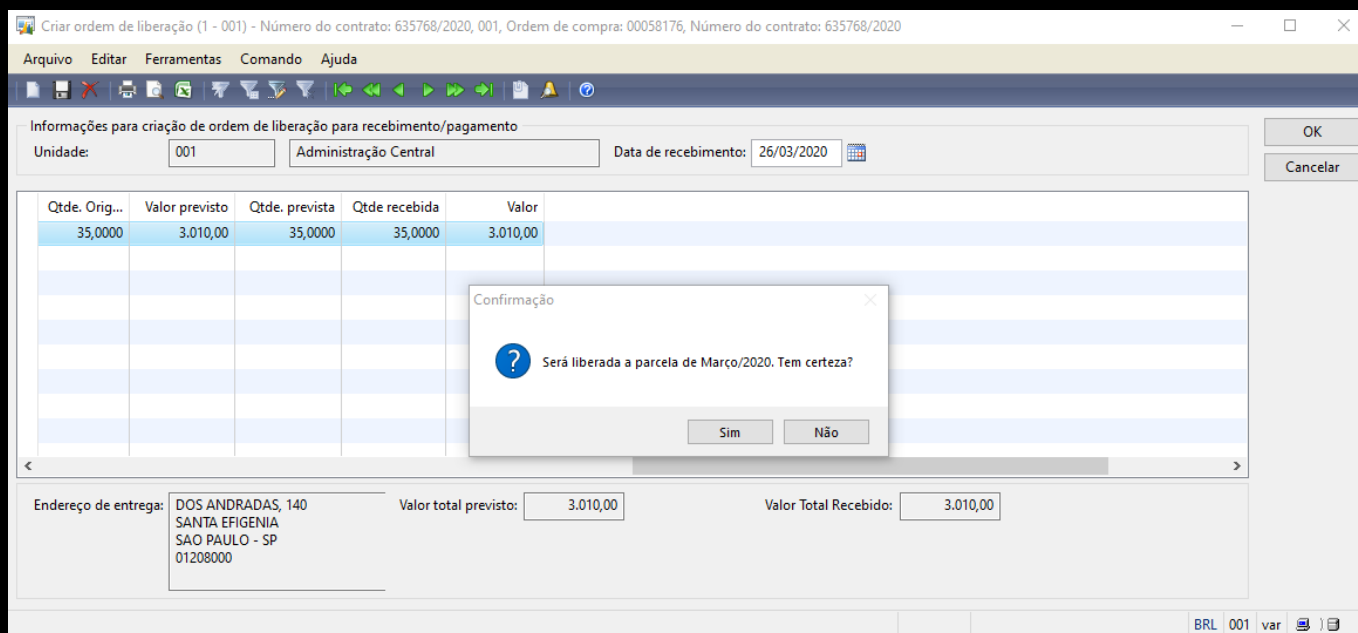 Criar ordem de liberação (1 - 001) - Número do contrato: 635768/2020, 001, Ordem de compra: 00058176, Número do contrato: 635768/2020
Arquivo Editar Ferramentas Comando Ajuda
Informações para criação de ordem de liberação para recebimento/pagamento
OK
Unidade: 001 Administração Central Data de recebimento: 26/03/2020
Cancelar
Qtde. Orig... Valor previsto Qtde. prevista Qtde recebida Valor
35,0000 3.010,00 35,0000 35,0000 3.010,00
Confirmação
Será liberada a parcela de Março/2020. Tem certeza?
Sim Não
Endereço de entrega: DOS ANDRADAS, 140 Valor total previsto: 3.010,00 Valor Total Recebido: 3.010,00
SANTA EFIGENIA
SAO PAULO - SP
01208000
BRL 001 var